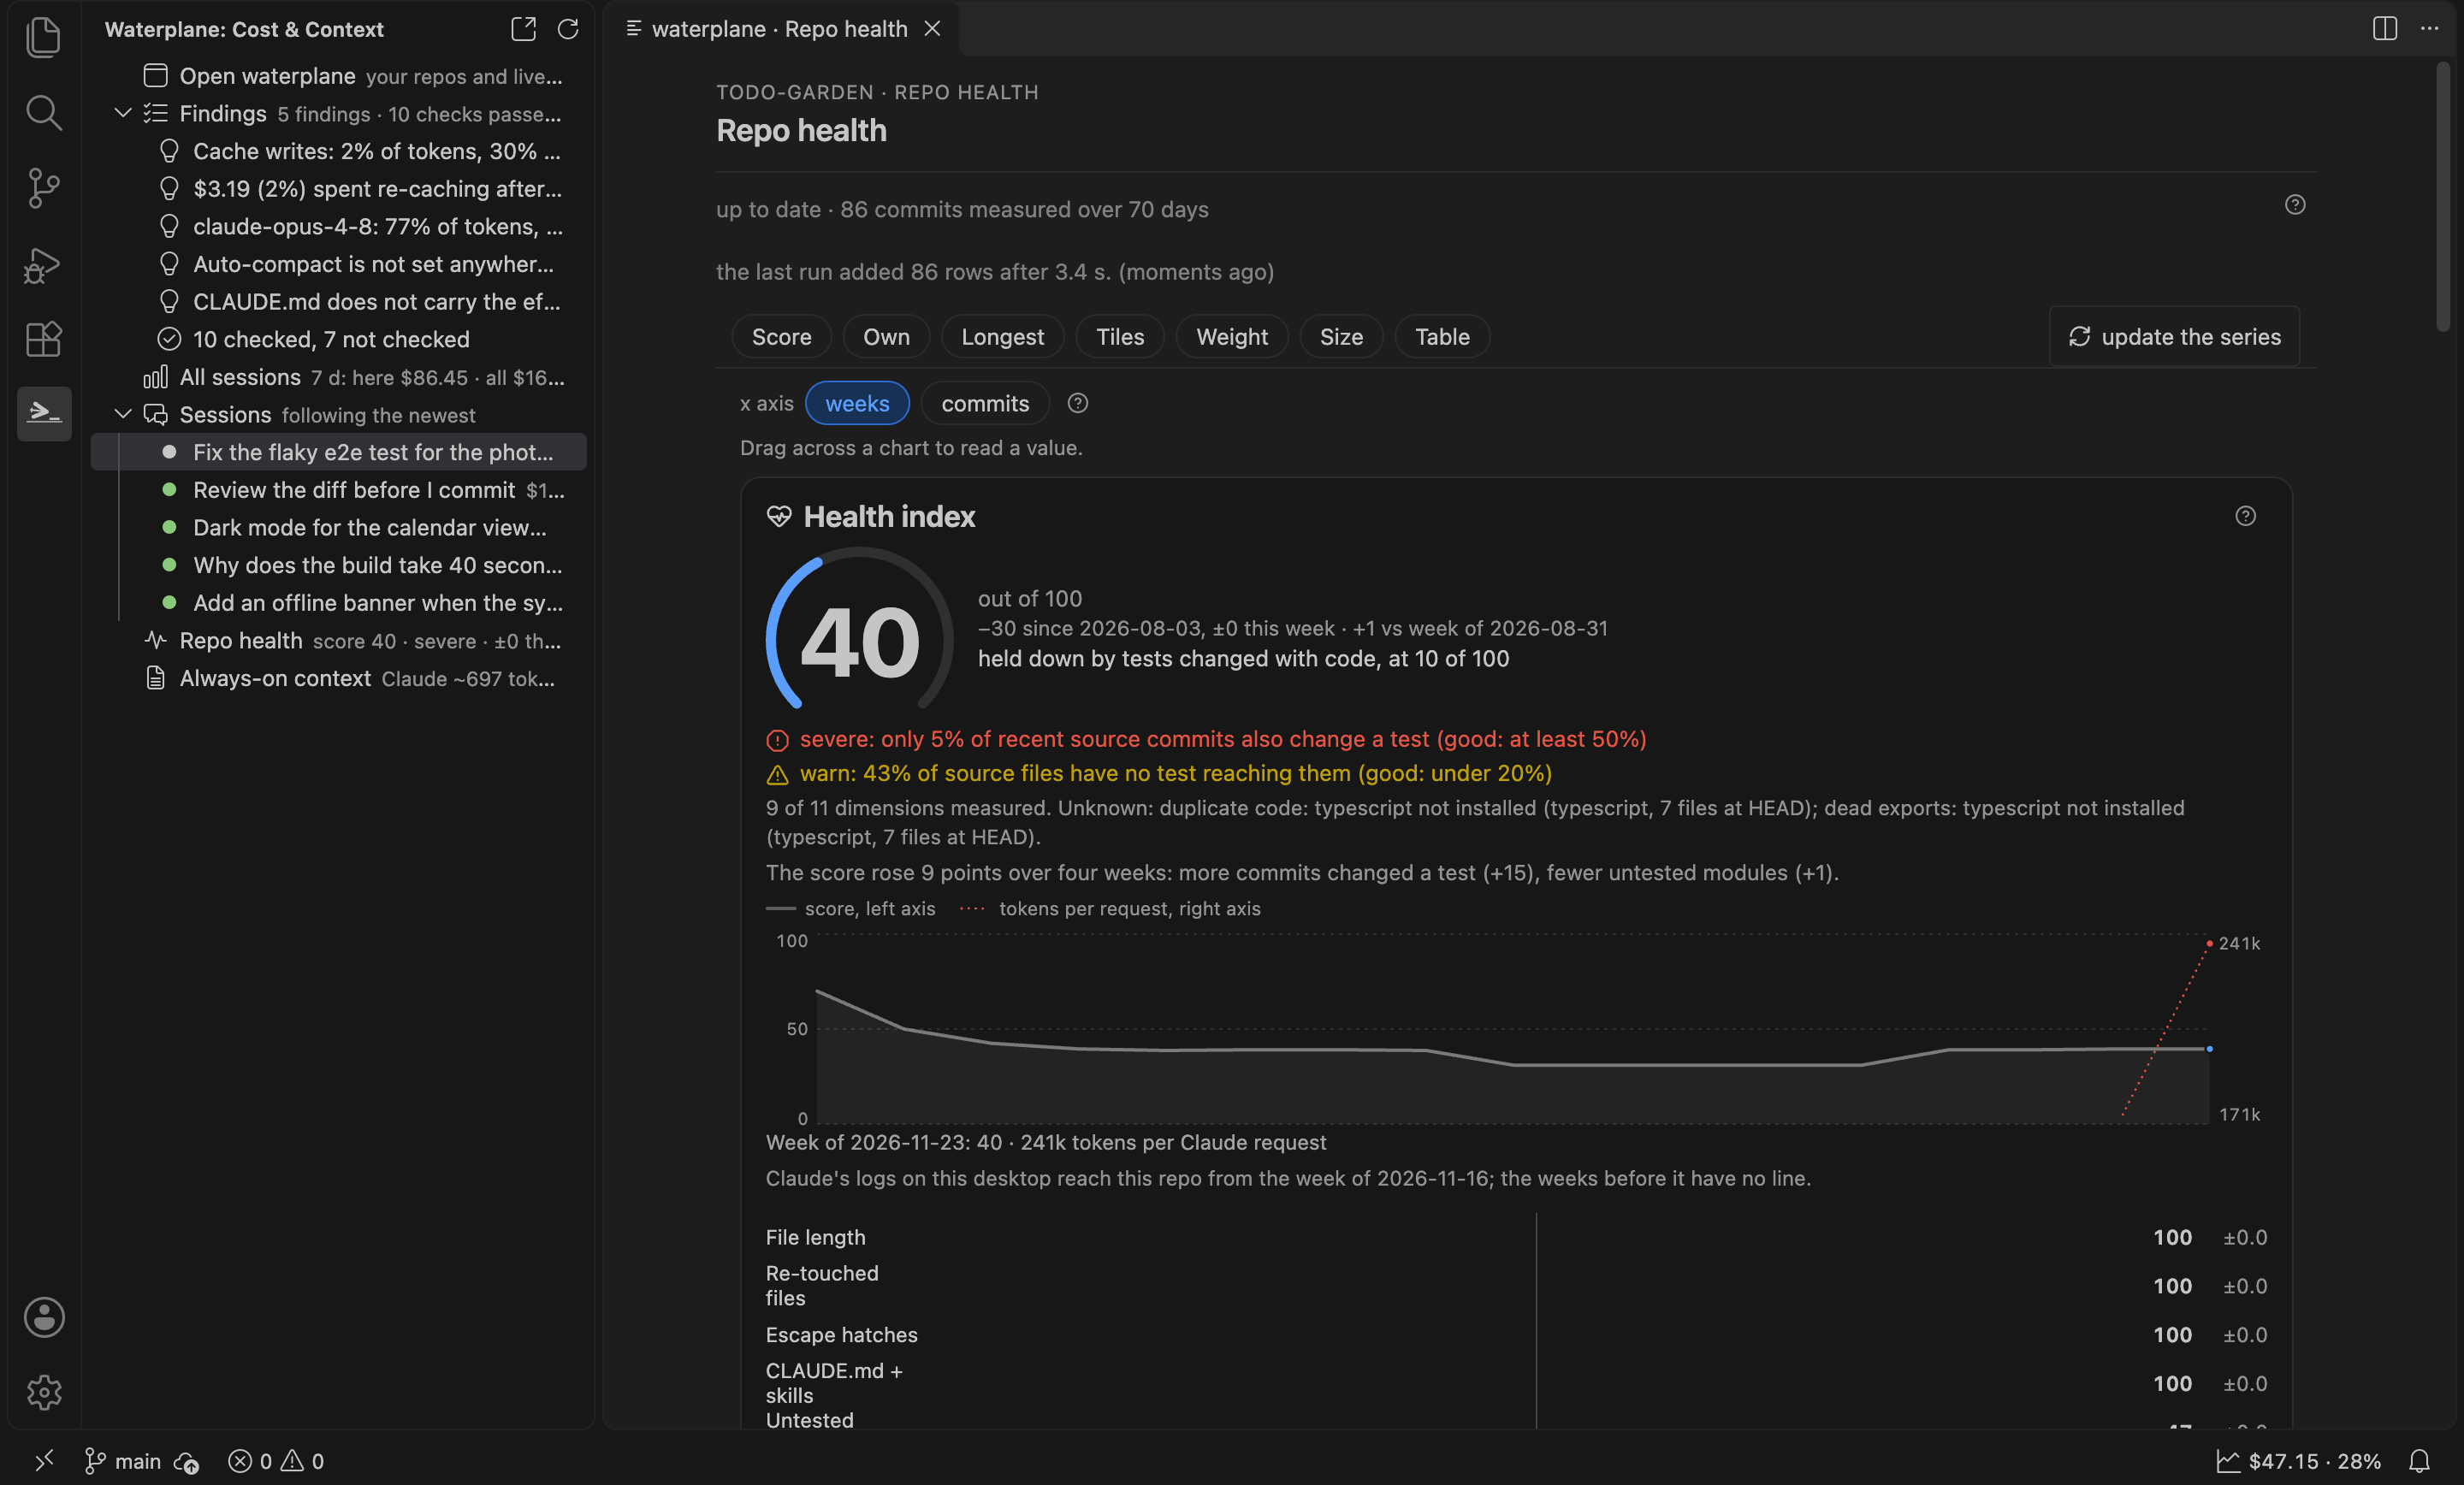 Waterplane: Cost & Context
Open waterplane your repos and live...
Findings 5 findings · 10 checks passe...
Cache writes: 2% of tokens, 30% ...
$3.19 (2%) spent re-caching after...
claude-opus-4-8: 77% of tokens, ...
Auto-compact is not set anywher...
CLAUDE.md does not carry the ef...
10 checked, 7 not checked
All sessions 7 d: here $86.45 · all $16...
Sessions following the newest
Fix the flaky e2e test for the phot...
Review the diff before I commit $1...
Dark mode for the calendar view...
Why does the build take 40 secon...
Add an offline banner when the sy...
Repo health score 40 · severe · ±0 th...
Always-on context Claude ~697 tok...
waterplane · Repo health
TODO-GARDEN · REPO HEALTH
Repo health
up to date · 86 commits measured over 70 days
the last run added 86 rows after 3.4 s. (moments ago)
Score Own Longest Tiles Weight Size Table
update the series
x axis weeks commits
Drag across a chart to read a value.
Health index
40
out of 100
−30 since 2026-08-03, ±0 this week · +1 vs week of 2026-08-31
held down by tests changed with code, at 10 of 100
severe: only 5% of recent source commits also change a test (good: at least 50%)
warn: 43% of source files have no test reaching them (good: under 20%)
9 of 11 dimensions measured. Unknown: duplicate code: typescript not installed (typescript, 7 files at HEAD); dead exports: typescript not installed
(typescript, 7 files at HEAD).
The score rose 9 points over four weeks: more commits changed a test (+15), fewer untested modules (+1).
score, left axis tokens per request, right axis
100
241k
50
0
171k
Week of 2026-11-23: 40 · 241k tokens per Claude request
Claude's logs on this desktop reach this repo from the week of 2026-11-16; the weeks before it have no line.
File length 100 ±0.0
Re-touched
files 100 ±0.0
Escape hatches 100 ±0.0
CLAUDE.md +
skills 100 ±0.0
Untested
main
0 0
$47.15 · 28%